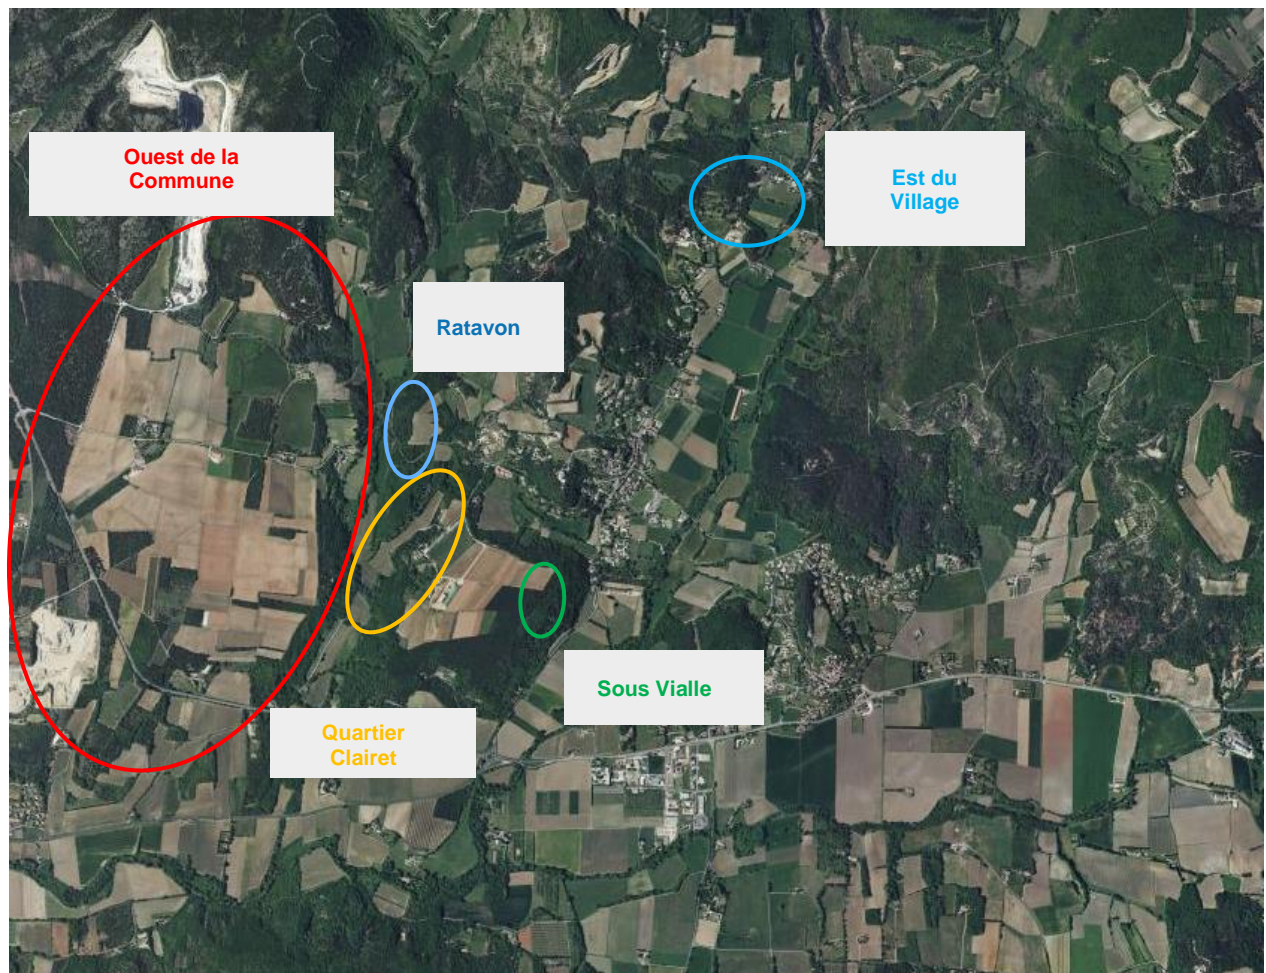 Ouest de la
Commune
Est du
Village
Ratavon
Sous Vialle
Quartier
Clairet